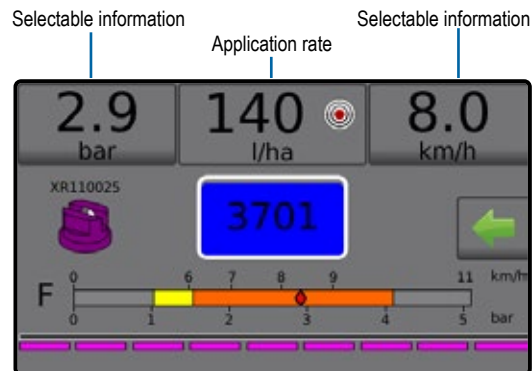 Selectable information
Selectable information
Application rate
2.9
140
8.0
bar
l/ha
km/h
XR110025
3701
0 6 7 8 9 11 km/h
F
0 1 2 3 4 5 bar